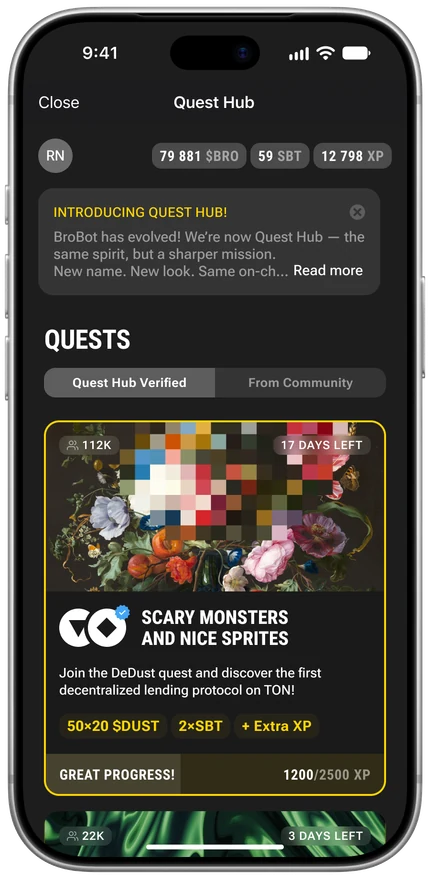 9:41
Close
Quest Hub
RN
79 881 $BRO
59 SBT
12 798 XP
INTRODUCING QUEST HUB!
BroBot has evolved! We’re now Quest Hub — the
same spirit, but a sharper mission.
New name. New look. Same on-ch... Read more
QUESTS
Quest Hub Verified
From Community
112K
17 DAYS LEFT
SCARY MONSTERS
AND NICE SPRITES
Join the DeDust quest and discover the first
decentralized lending protocol on TON!
50×20 $DUST
2×SBT
+ Extra XP
GREAT PROGRESS!
1200/2500 XP
22K
3 DAYS LEFT